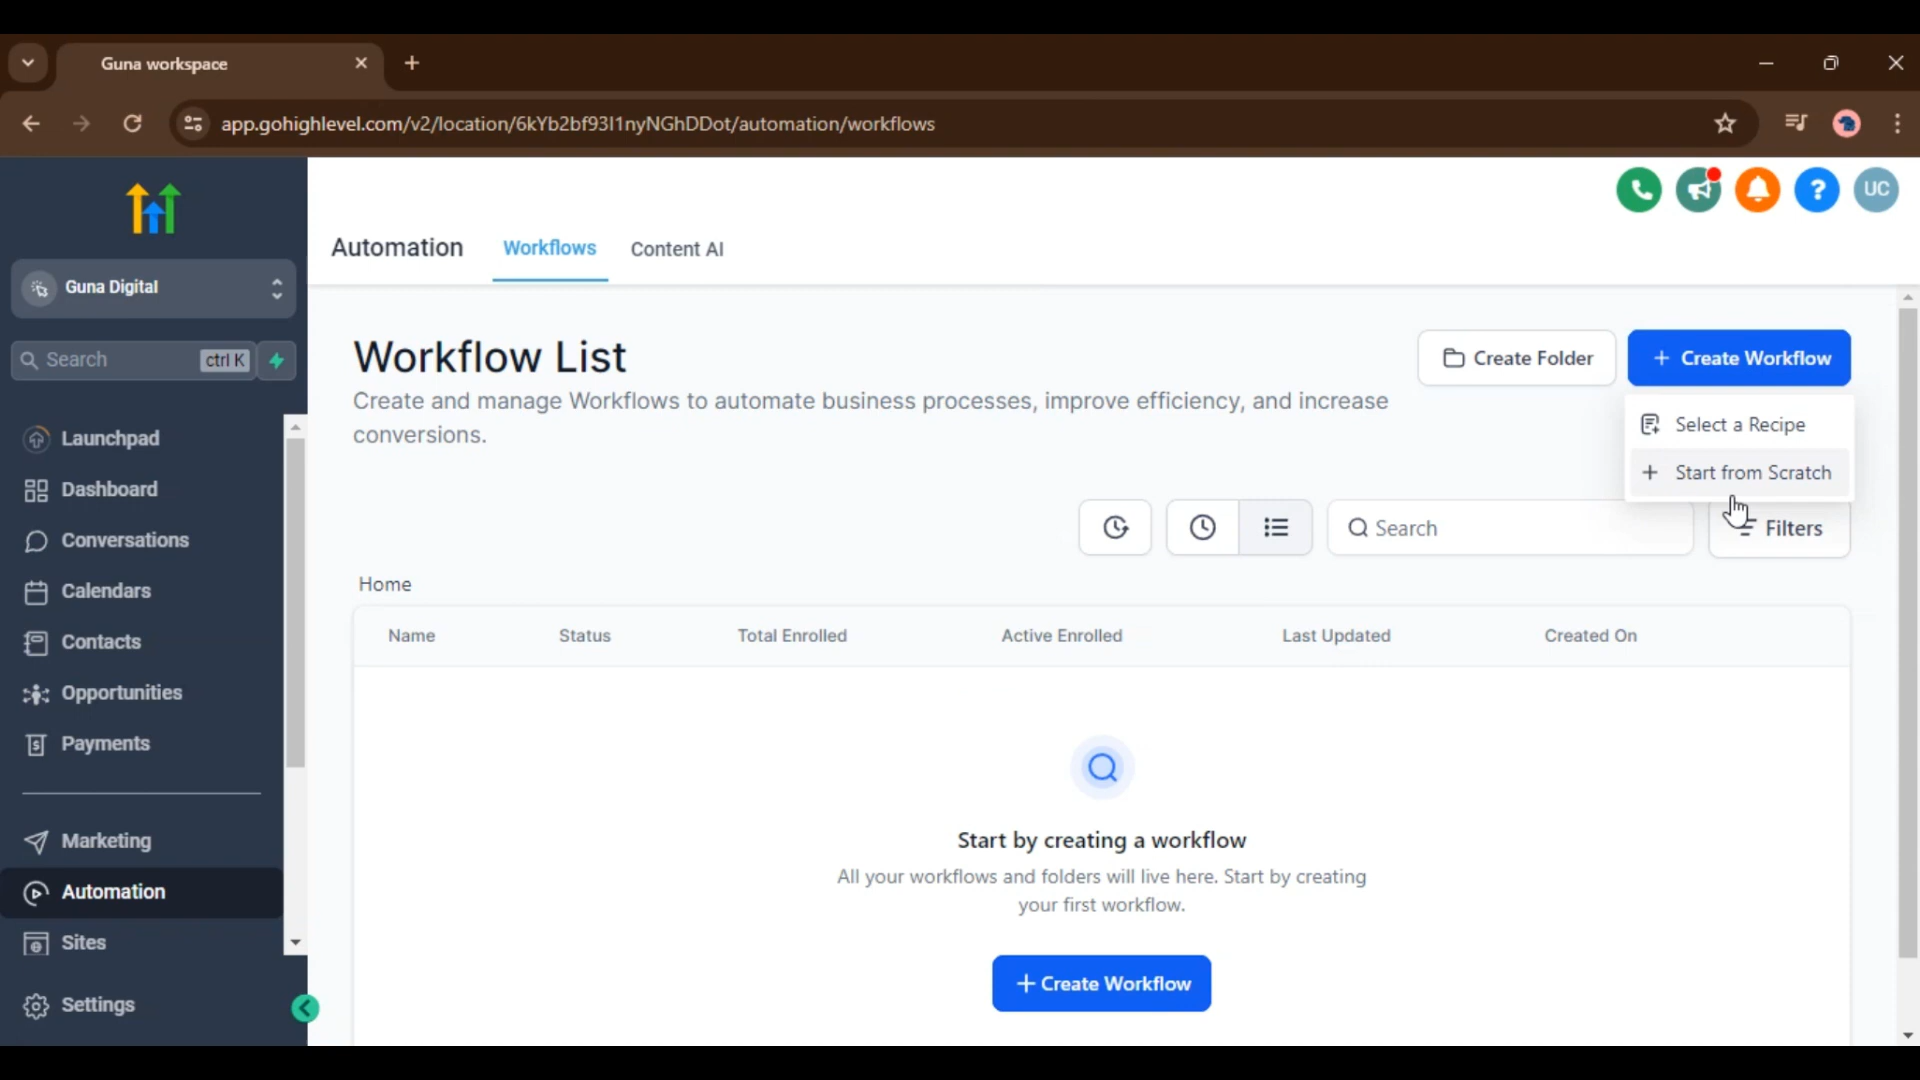 Guna workspace
app.gohighlevel.com/v2/location/6kYb2bf93l1nyNGhDDot/automation/workflows
UC
Guna Digital
Search ctrl K
Launchpad
Dashboard
Conversations
Calendars
Contacts
Opportunities
Payments
Marketing
Automation
Sites
Settings
Automation Workflows Content AI
Workflow List
Create Folder
+ Create Workflow
Create and manage Workflows to automate business processes, improve efficiency, and increase
conversions.
Select a Recipe
+ Start from Scratch
Search
Filters
Home
Name Status Total Enrolled Active Enrolled Last Updated Created On
Start by creating a workflow
All your workflows and folders will live here. Start by creating
your first workflow.
+ Create Workflow